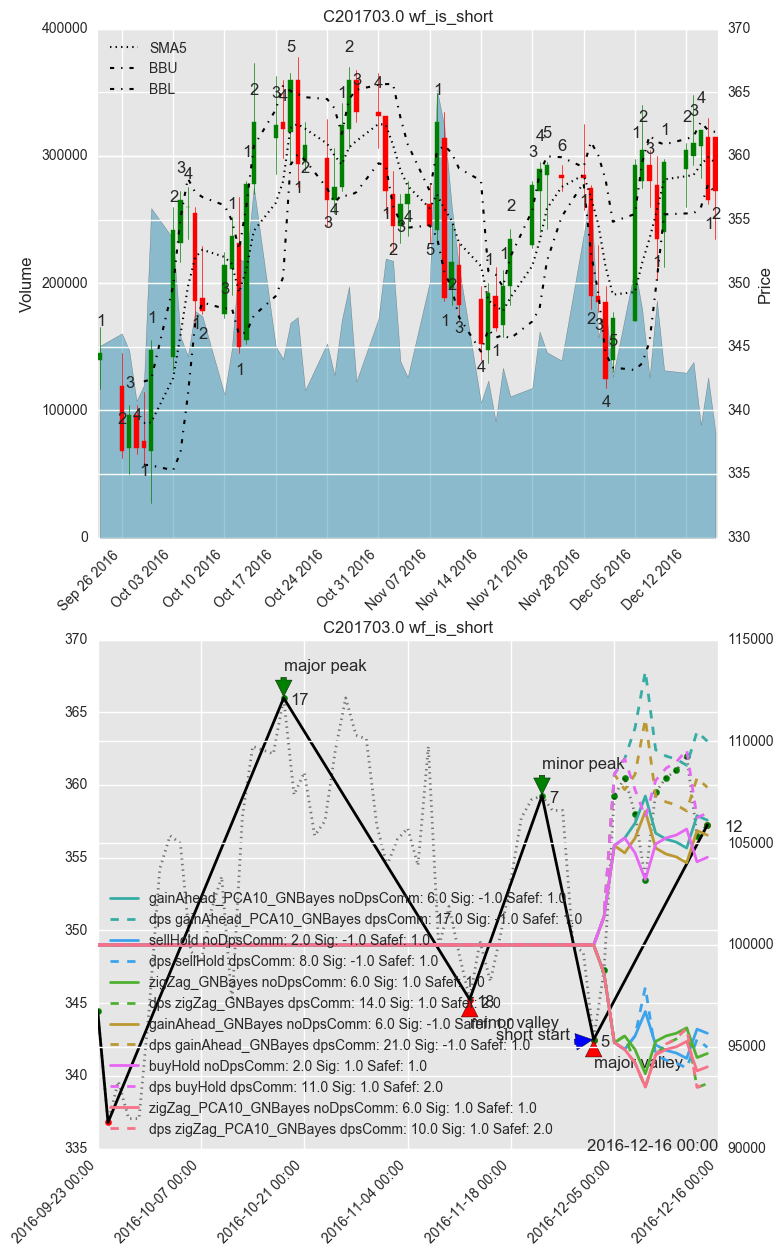 C201703.0 wf_is_short
400000
300000
200000
100000
0
Volume
370
365
360
355
350
345
340
335
330
Price
SMA5
BBU
BBL
Sep 26 2016
Oct 03 2016
Oct 10 2016
Oct 17 2016
Oct 24 2016
Oct 31 2016
Nov 07 2016
Nov 14 2016
Nov 21 2016
Nov 28 2016
Dec 05 2016
Dec 12 2016
C201703.0 wf_is_short
370
365
360
355
350
345
340
335
115000
110000
105000
100000
95000
90000
major peak
17
minor peak
7
12
18
minor valley
short start
5
major valley
gainAhead_PCA10_GNBayes noDpsComm: 6.0 Sig: -1.0 Safef: 1.0
dps gainAhead_PCA10_GNBayes dpsComm: 17.0 Sig: -1.0 Safef: 1.0
sellHold noDpsComm: 2.0 Sig: -1.0 Safef: 1.0
dps sellHold dpsComm: 8.0 Sig: -1.0 Safef: 1.0
zigZag_GNBayes noDpsComm: 6.0 Sig: 1.0 Safef: 1.0
dps zigZag_GNBayes dpsComm: 14.0 Sig: 1.0 Safef: 2.0
gainAhead_GNBayes noDpsComm: 6.0 Sig: -1.0 Safef: 1.0
dps gainAhead_GNBayes dpsComm: 21.0 Sig: -1.0 Safef: 1.0
buyHold noDpsComm: 2.0 Sig: 1.0 Safef: 1.0
dps buyHold dpsComm: 11.0 Sig: 1.0 Safef: 2.0
zigZag_PCA10_GNBayes noDpsComm: 6.0 Sig: 1.0 Safef: 1.0
dps zigZag_PCA10_GNBayes dpsComm: 10.0 Sig: 1.0 Safef: 2.0
2016-12-16 00:00
2016-09-23 00:00
2016-10-07 00:00
2016-10-21 00:00
2016-11-04 00:00
2016-11-18 00:00
2016-12-05 00:00
2016-12-16 00:00